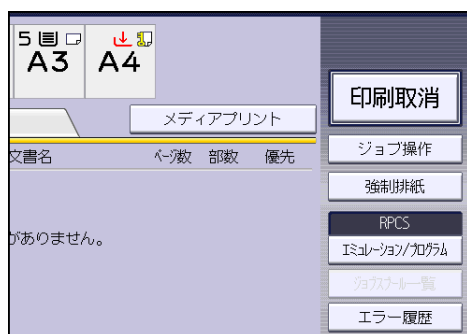 5
A3 A4
印刷取消
メディアプリント
ジョブ操作
文書名 ページ数 部数 優先
強制排紙
RPCS
がありません。
エミュレーション/プログラム
ジョブスプール一覧
エラー履歴